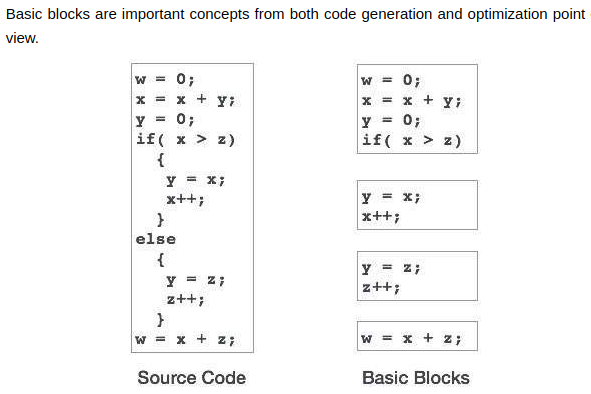 Basic blocks are important concepts from both code generation and optimization point
view.
w = 0;
x = x + y;
y = 0;
if( x > z)
{
y = x;
x++;
}
else
{
y = z;
z++;
}
w = x + z;
Source Code
w = 0;
x = x + y;
y = 0;
if( x > z)
y = x;
x++;
y = z;
z++;
w = x + z;
Basic Blocks